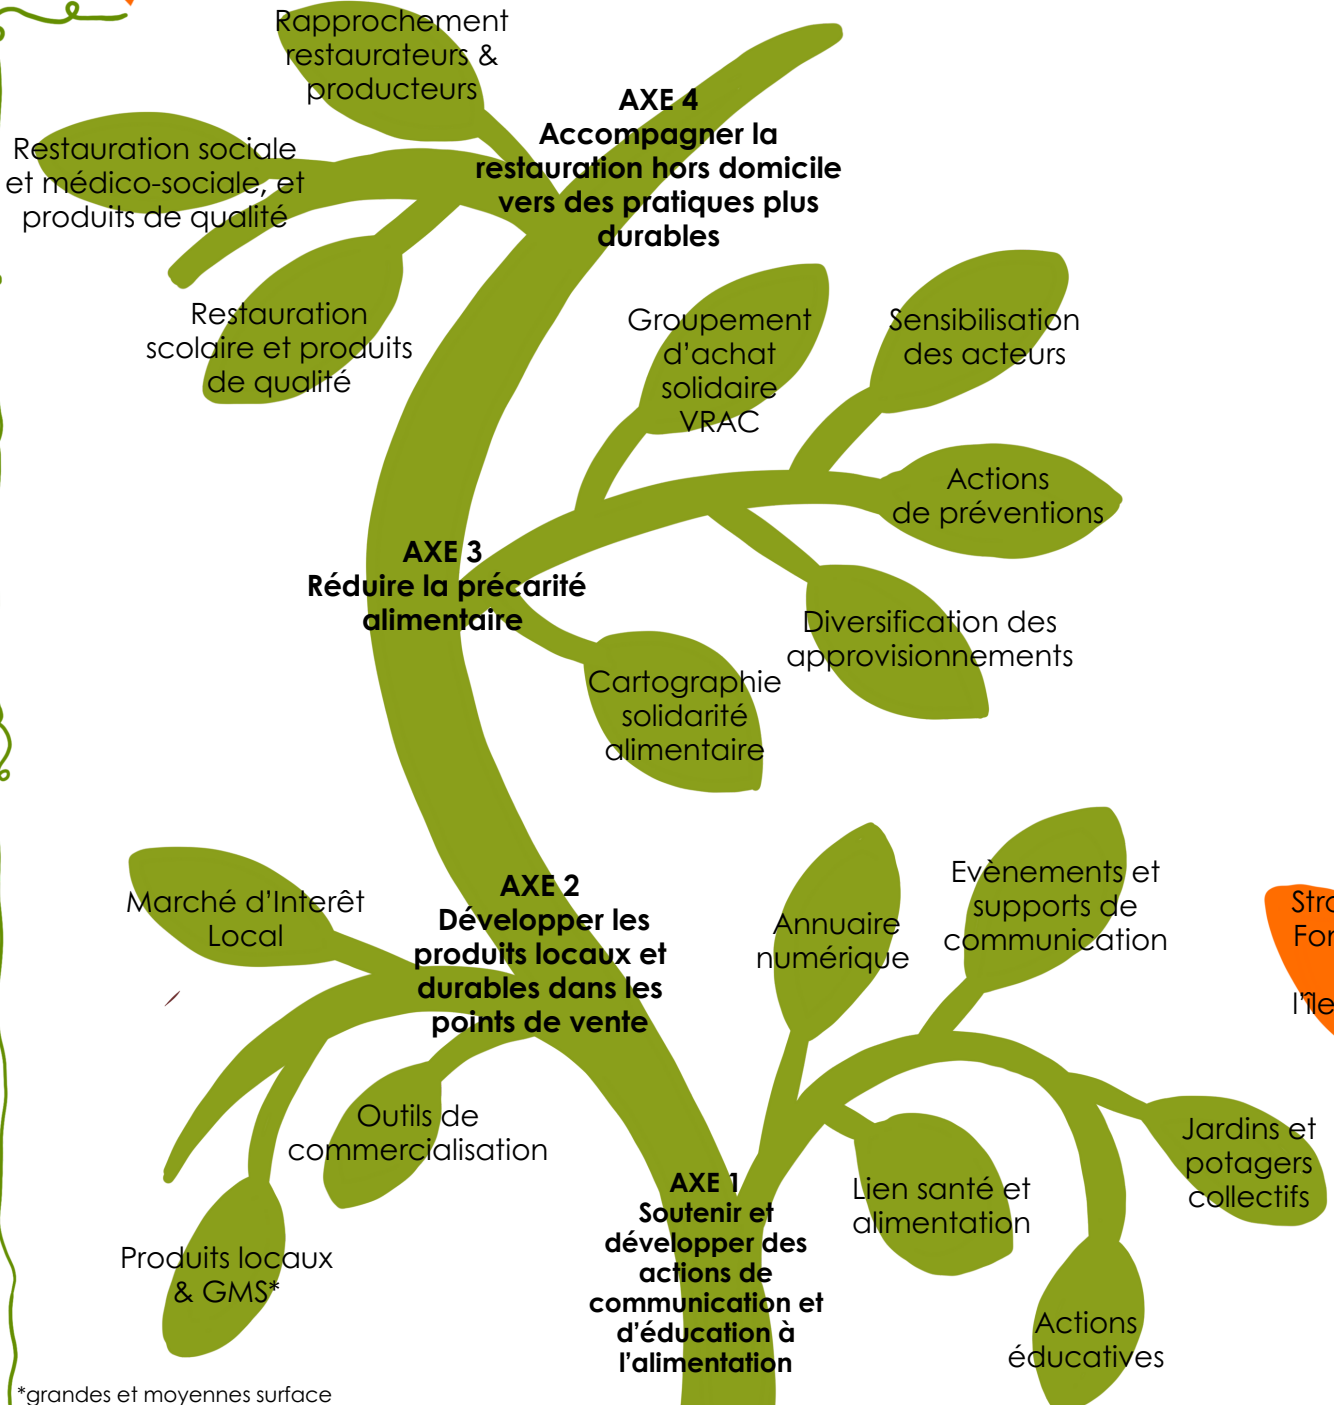 Rapprochement
restaurateurs &
producteurs
AXE 4
Accompagner la
restauration hors domicile
vers des pratiques plus
durables
Restauration sociale
et médico-sociale, et
produits de qualité
Restauration
scolaire et produits
de qualité
Groupement
d’achat
solidaire
VRAC
Sensibilisation
des acteurs
Actions
de préventions
AXE 3
Réduire la précarité
alimentaire
Diversification des
approvisionnements
Cartographie
solidarité
alimentaire
Marché d’Interêt
Local
AXE 2
Développer les
produits locaux et
durables dans les
points de vente
Annuaire
numérique
Evènements et
supports de
communication
l’île
Outils de
commercialisation
Jardins et
potagers
collectifs
AXE 1
Soutenir et
développer des
actions de
communication et
d’éducation à
l’alimentation
Lien santé et
alimentation
Produits locaux
& GMS*
Actions
éducatives
*grandes et moyennes surface